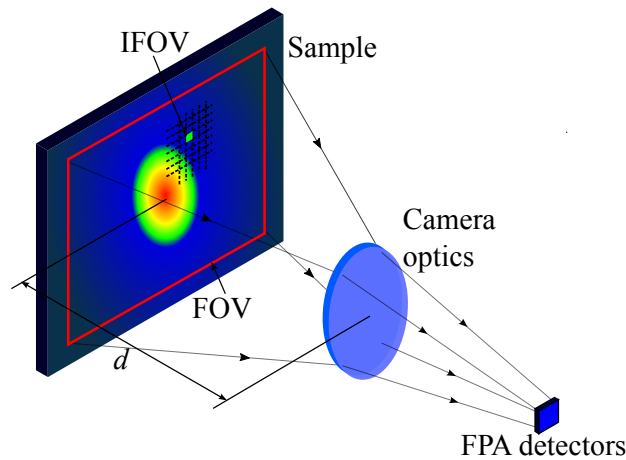 IFOV
Sample
Camera
optics
FOV
d
FPA detectors